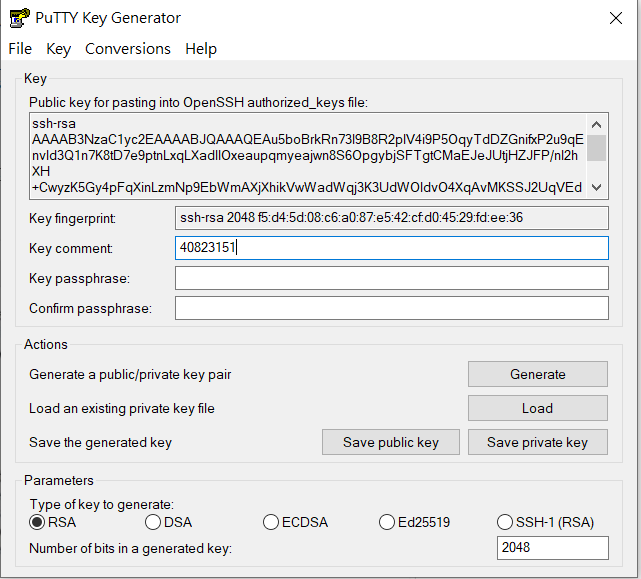 PuTTY Key Generator
File Key Conversions Help
Key
Public key for pasting into OpenSSH authorized_keys file:
ssh-rsa
AAAAB3NzaC1yc2EAAAABJQAAAQEAu5boBrkRn73l9B8R2plV4i9P5OqyTdDZGnifxP2u9qE
nvId3Q1n7K8tD7e9ptnLxqLXadllOxeaupqmyeajwn8S6OpgybjSFTgtCMaEJeJUtjHZJFP/nl2h
XH
+CwyzK5Gy4pFqXinLzmNp9EbWmAXjXhikVwWadWqj3K3UdWOldvO4XqAvMKSSJ2UqVEd
Key fingerprint: ssh-rsa 2048 f5:d4:5d:08:c6:a0:87:e5:42:cf:d0:45:29:fd:ee:36
Key comment: 40823151
Key passphrase:
Confirm passphrase:
Actions
Generate a public/private key pair Generate
Load an existing private key file Load
Save the generated key Save public key Save private key
Parameters
Type of key to generate:
RSA DSA ECDSA Ed25519 SSH-1 (RSA)
Number of bits in a generated key: 2048